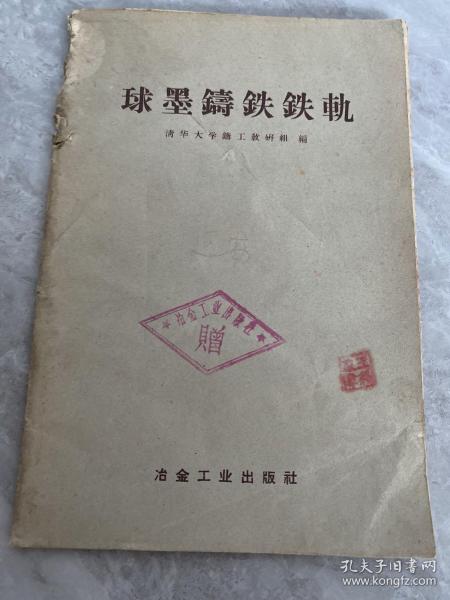 球墨鑄鉄鉄軌
清华大学鑄工敎研組 編
★冶金工业出版社★
贈
冶金工业出版社
孔夫子旧书网
www.kongfz.com